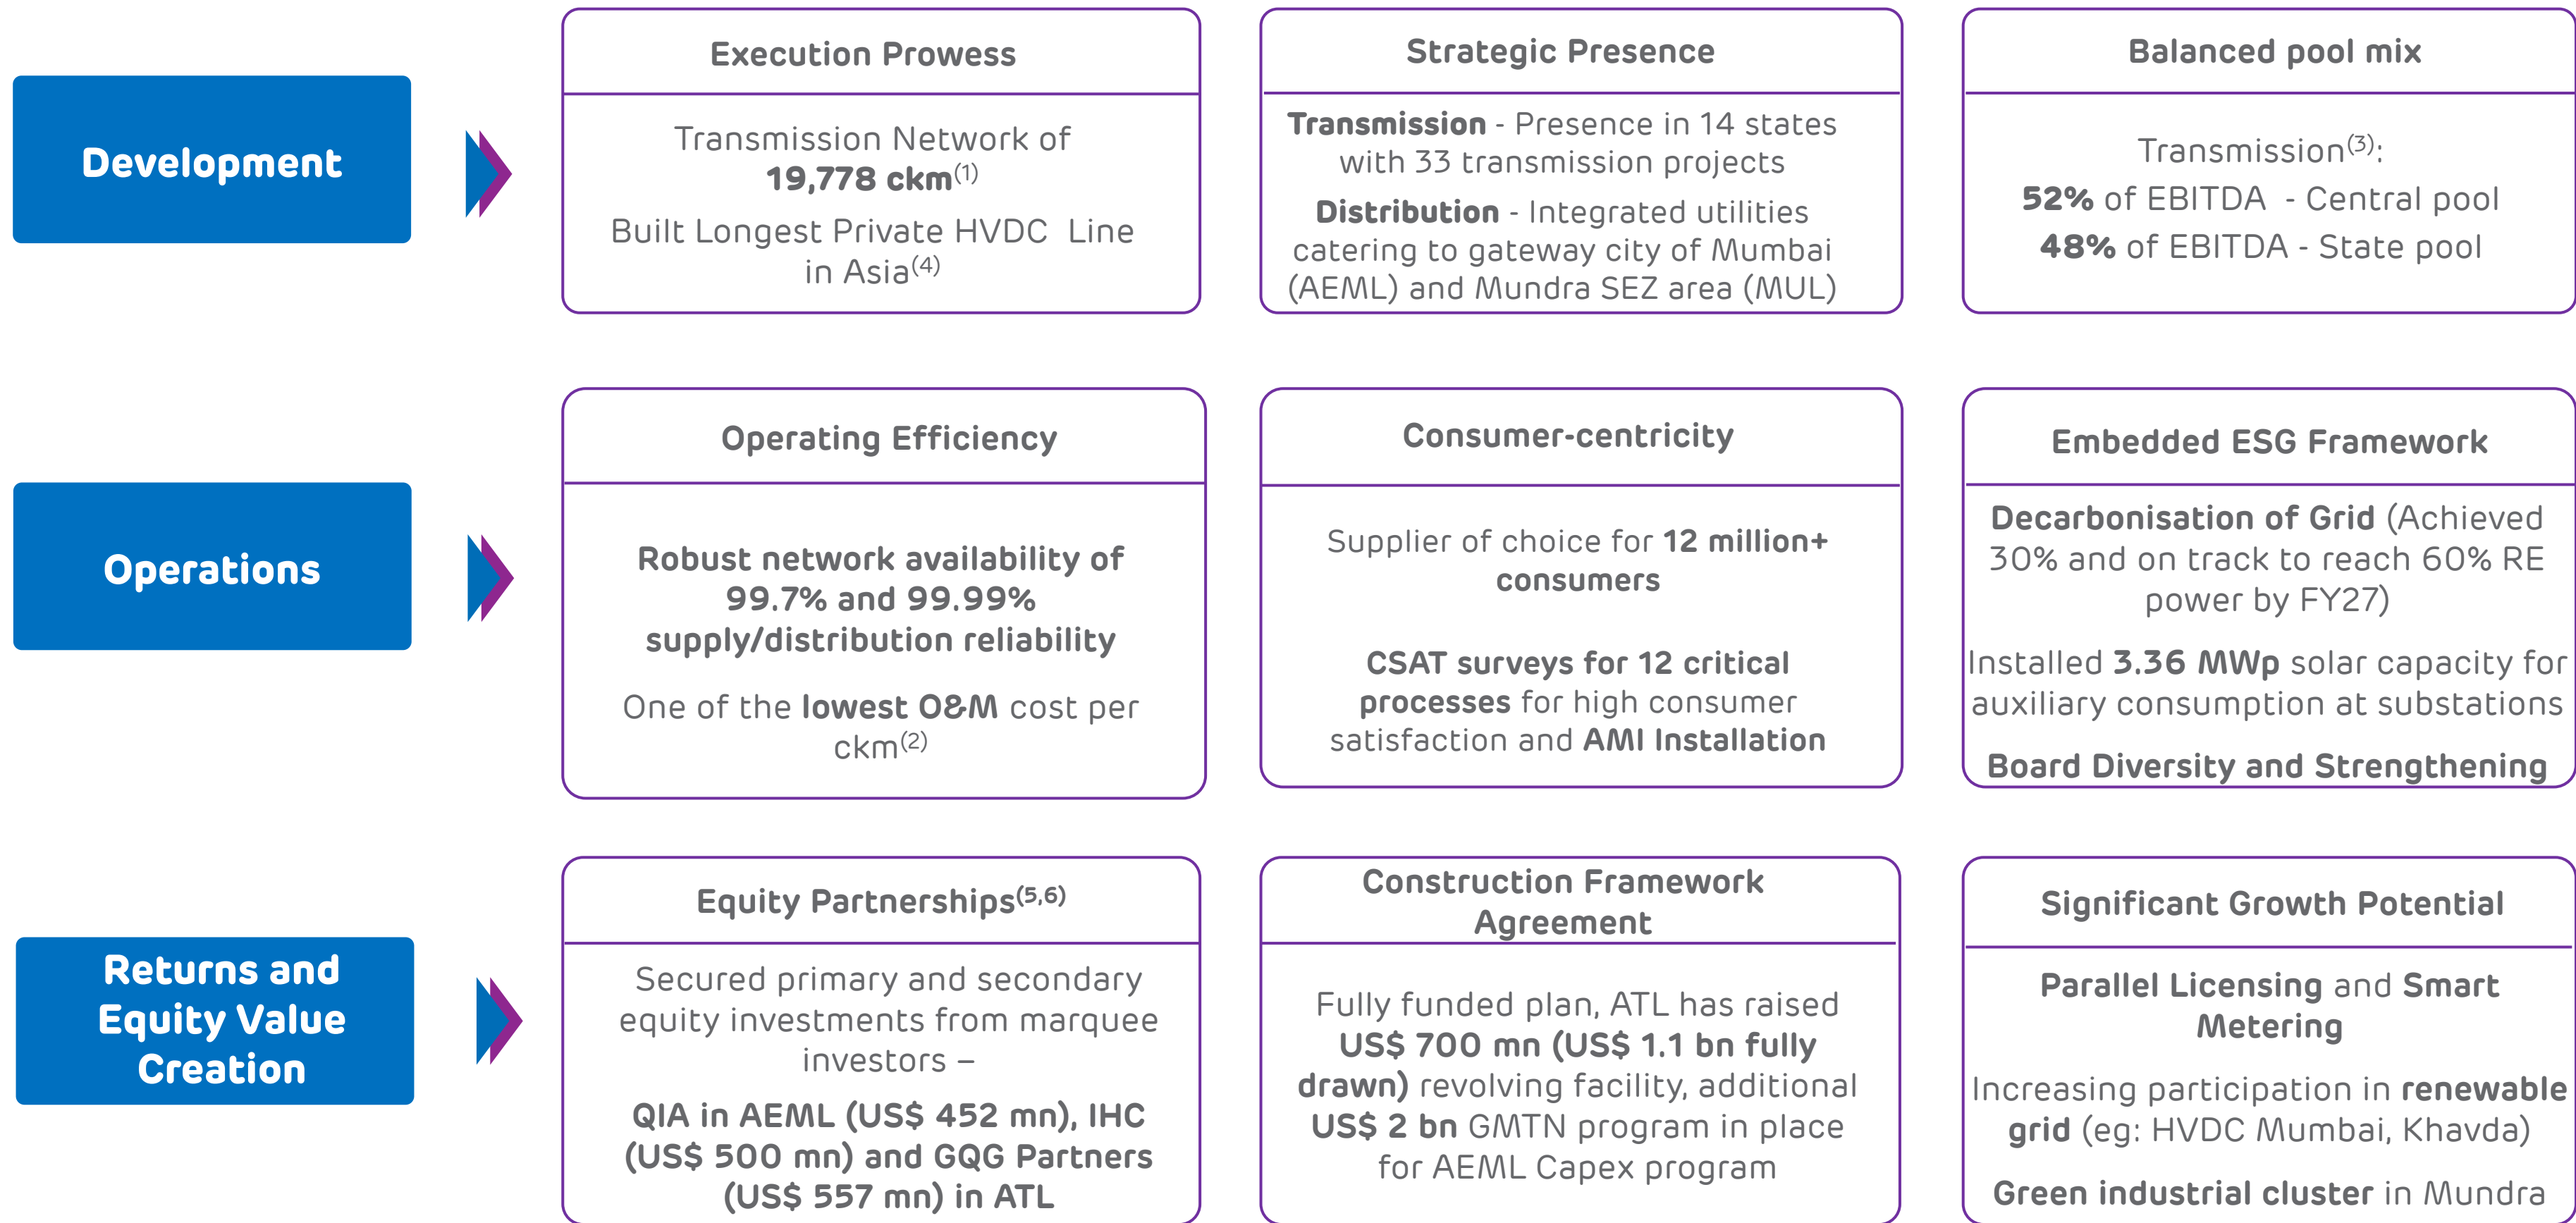 Development
Execution Prowess
Transmission Network of
19,778 ckm(1)
Built Longest Private HVDC Line
in Asia(4)
Strategic Presence
Transmission - Presence in 14 states
with 33 transmission projects
Distribution - Integrated utilities
catering to gateway city of Mumbai
(AEML) and Mundra SEZ area (MUL)
Balanced pool mix
Transmission(3):
52% of EBITDA - Central pool
48% of EBITDA - State pool
Operations
Operating Efficiency
Robust network availability of
99.7% and 99.99%
supply/distribution reliability
One of the lowest O&M cost per
ckm(2)
Consumer-centricity
Supplier of choice for 12 million+
consumers
CSAT surveys for 12 critical
processes for high consumer
satisfaction and AMI Installation
Embedded ESG Framework
Decarbonisation of Grid (Achieved
30% and on track to reach 60% RE
power by FY27)
Installed 3.36 MWp solar capacity for
auxiliary consumption at substations
Board Diversity and Strengthening
Returns and
Equity Value
Creation
Equity Partnerships(5,6)
Secured primary and secondary
equity investments from marquee
investors –
QIA in AEML (US$ 452 mn), IHC
(US$ 500 mn) and GQG Partners
(US$ 557 mn) in ATL
Construction Framework
Agreement
Fully funded plan, ATL has raised
US$ 700 mn (US$ 1.1 bn fully
drawn) revolving facility, additional
US$ 2 bn GMTN program in place
for AEML Capex program
Significant Growth Potential
Parallel Licensing and Smart
Metering
Increasing participation in renewable
grid (eg: HVDC Mumbai, Khavda)
Green industrial cluster in Mundra